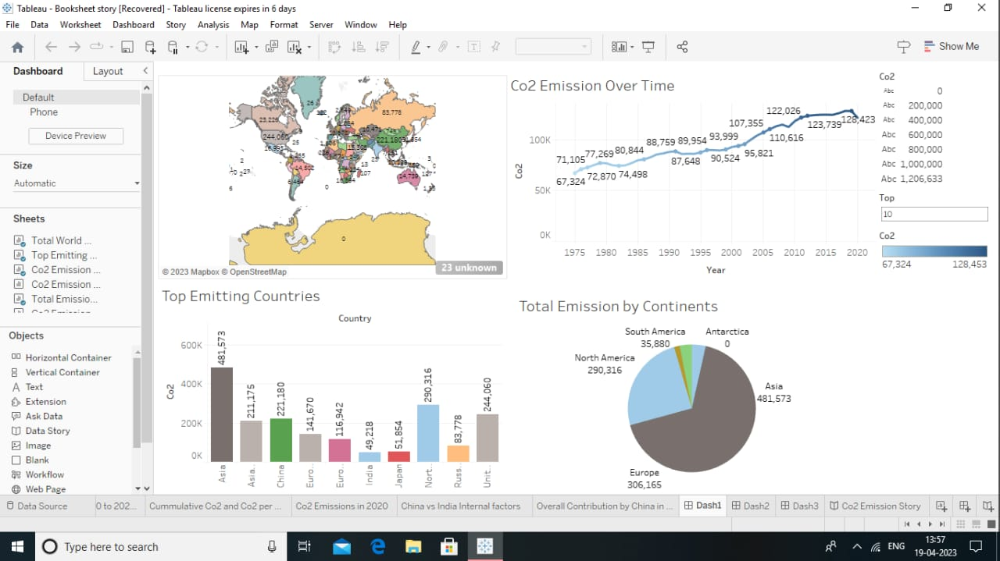 Tableau - Booksheet story [Recovered] - Tableau license expires in 6 days
File Data Worksheet Dashboard Story Analysis Map Format Server Window Help
Show Me
Dashboard Layout
Default
Phone
Device Preview
Size
Automatic
Sheets
Total World ...
Top Emitting ...
Co2 Emission ...
Co2 Emission ...
Total Emissio...
Objects
Horizontal Container
Vertical Container
Text
Extension
Ask Data
Data Story
Image
Blank
Workflow
Web Page
26
23,226
83,778
244,060
16,995
221,180
14,502
14,739
0
© 2023 Mapbox © OpenStreetMap
23 unknown
Co2 Emission Over Time
Co2
100K
50K
0K
67,324
71,105
72,870
77,269
74,498
80,844
88,759
87,648
89,954
90,524
93,999
95,821
107,355
110,616
122,026
123,739
128,423
1975 1980 1985 1990 1995 2000 2005 2010 2015 2020
Year
Co2
Abc 0
Abc 200,000
Abc 400,000
Abc 600,000
Abc 800,000
Abc 1,000,000
Abc 1,206,633
Top
10
Co2
67,324 128,453
Top Emitting Countries
Country
Co2
600K
400K
200K
0K
481,573
211,175
221,180
141,670
116,942
49,218
51,854
290,316
83,778
244,060
Asia
Asia..
China
Euro..
Euro..
India
Japan
Nort..
Russ..
Unit..
Total Emission by Continents
South America
35,880
Antarctica
0
North America
290,316
Asia
481,573
Europe
306,165
Data Source 0 to 202... Cummulative Co2 and Co2 per ... Co2 Emissions in 2020 China vs India Internal factors Overall Contribution by China in ... Dash1 Dash2 Dash3 Co2 Emission Story
Type here to search
ENG
13:57
19-04-2023